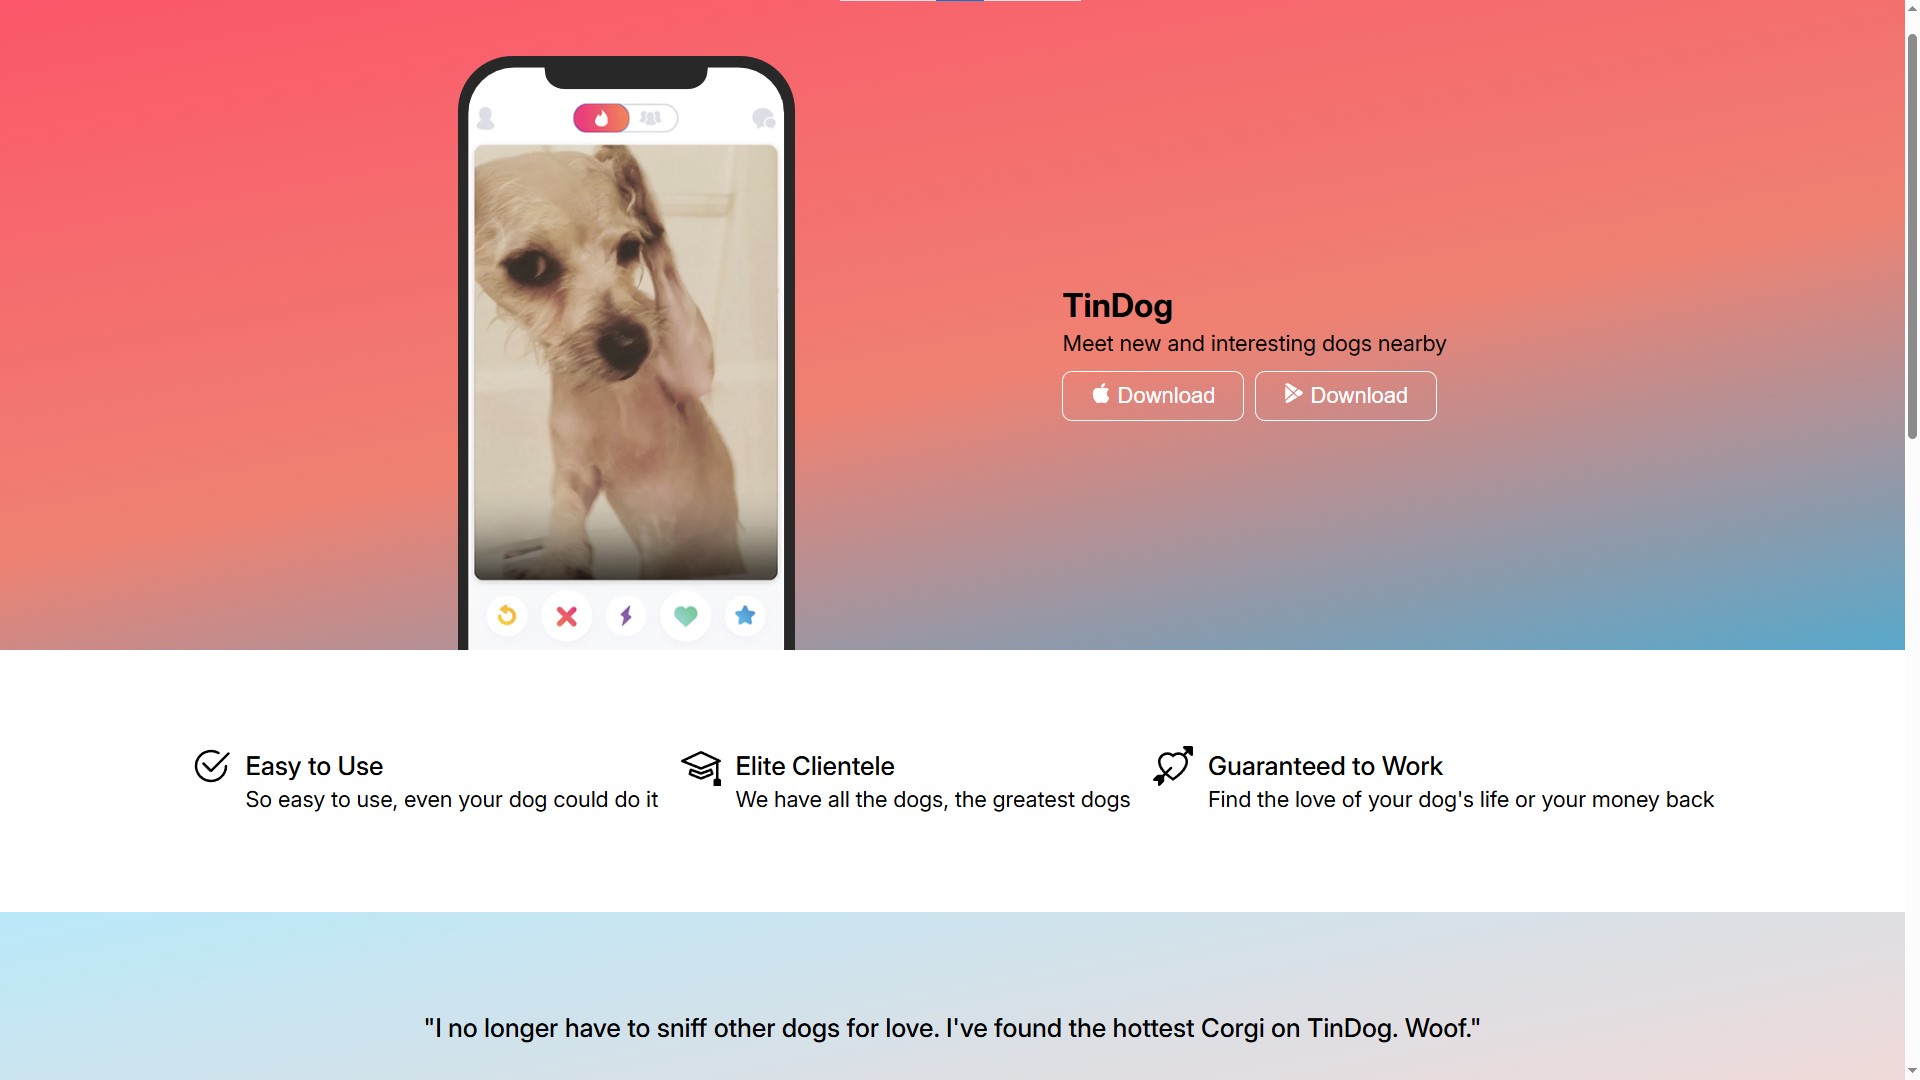 TinDog
Meet new and interesting dogs nearby
Download
Download
Easy to Use
So easy to use, even your dog could do it
Elite Clientele
We have all the dogs, the greatest dogs
Guaranteed to Work
Find the love of your dog's life or your money back
"I no longer have to sniff other dogs for love. I've found the hottest Corgi on TinDog. Woof."